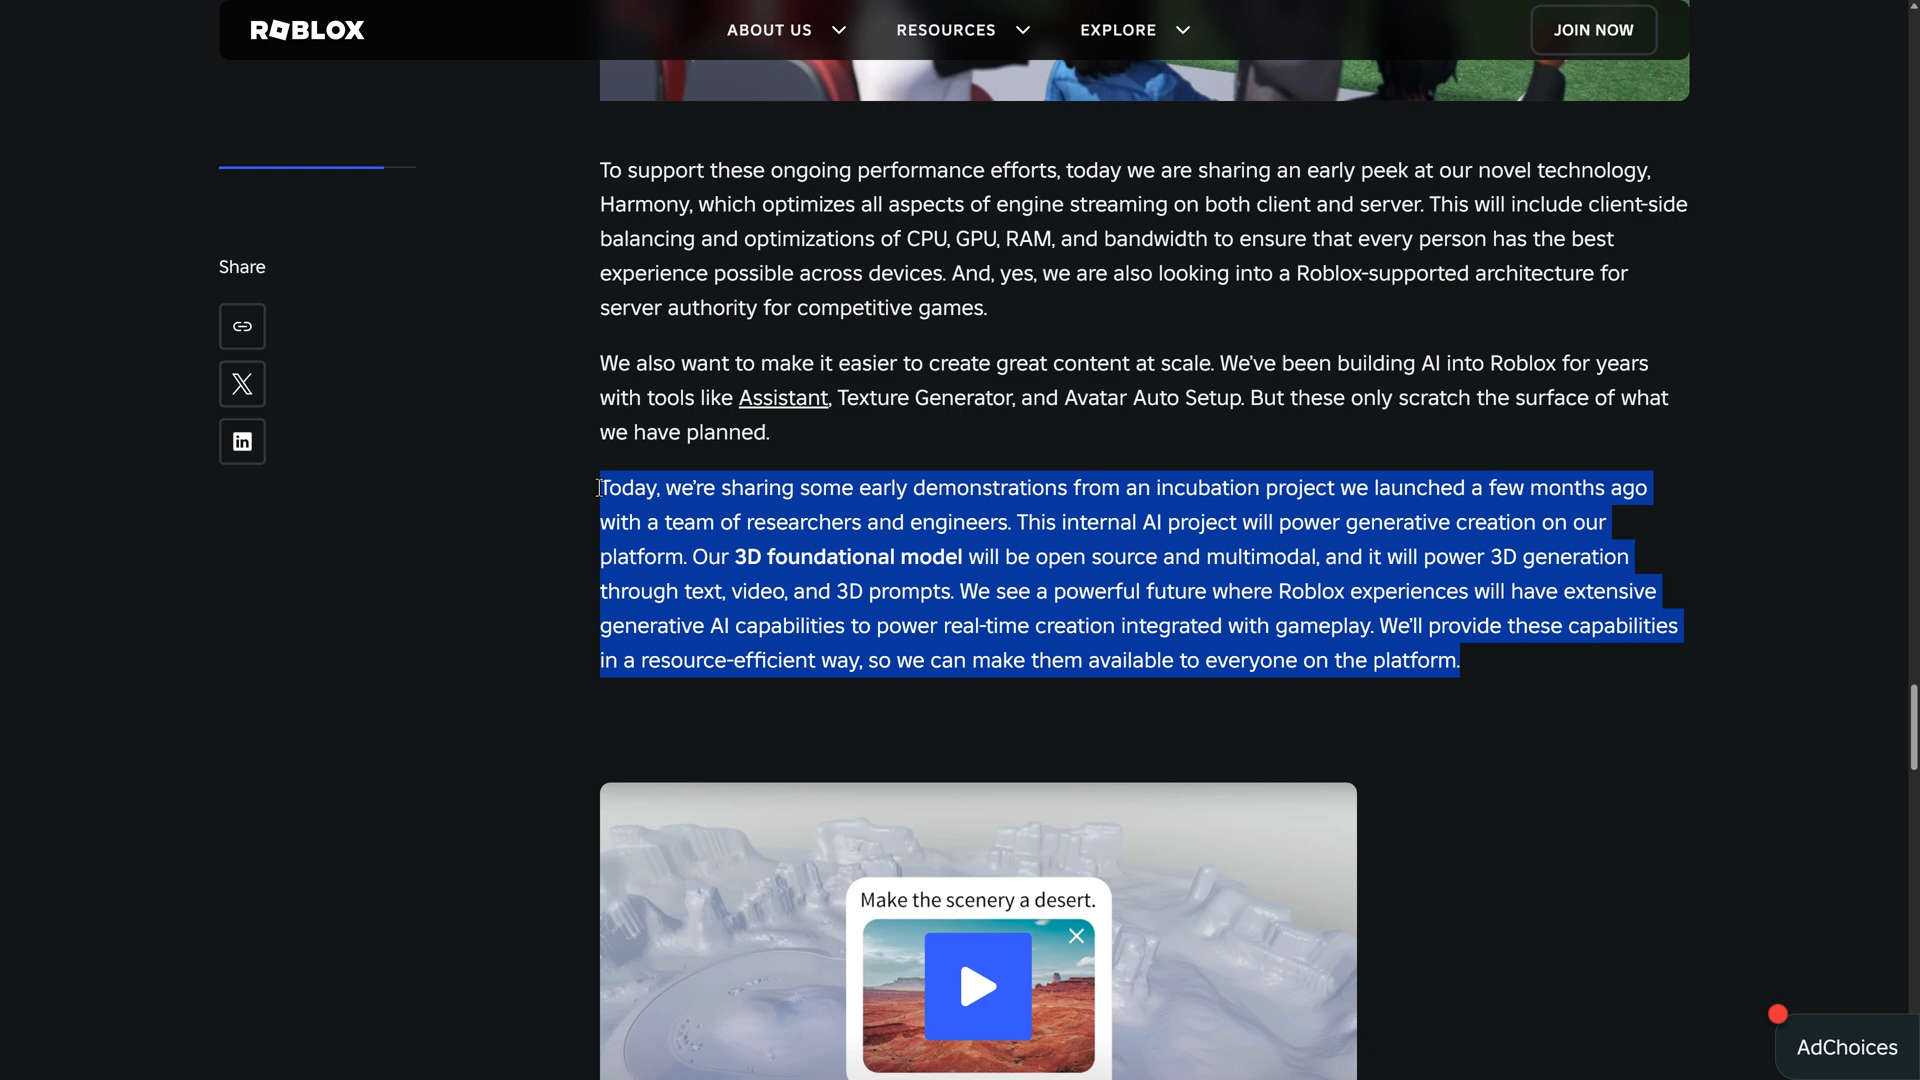 ROBLOX
ABOUT US
RESOURCES
EXPLORE
JOIN NOW
To support these ongoing performance efforts, today we are sharing an early peek at our novel technology,
Harmony, which optimizes all aspects of engine streaming on both client and server. This will include client-side
balancing and optimizations of CPU, GPU, RAM, and bandwidth to ensure that every person has the best
experience possible across devices. And, yes, we are also looking into a Roblox-supported architecture for
server authority for competitive games.
Share
in
We also want to make it easier to create great content at scale. We’ve been building AI into Roblox for years
with tools like Assistant, Texture Generator, and Avatar Auto Setup. But these only scratch the surface of what
we have planned.
Today, we’re sharing some early demonstrations from an incubation project we launched a few months ago
with a team of researchers and engineers. This internal AI project will power generative creation on our
platform. Our 3D foundational model will be open source and multimodal, and it will power 3D generation
through text, video, and 3D prompts. We see a powerful future where Roblox experiences will have extensive
generative AI capabilities to power real-time creation integrated with gameplay. We’ll provide these capabilities
in a resource-efficient way, so we can make them available to everyone on the platform.
Make the scenery a desert.
AdChoices